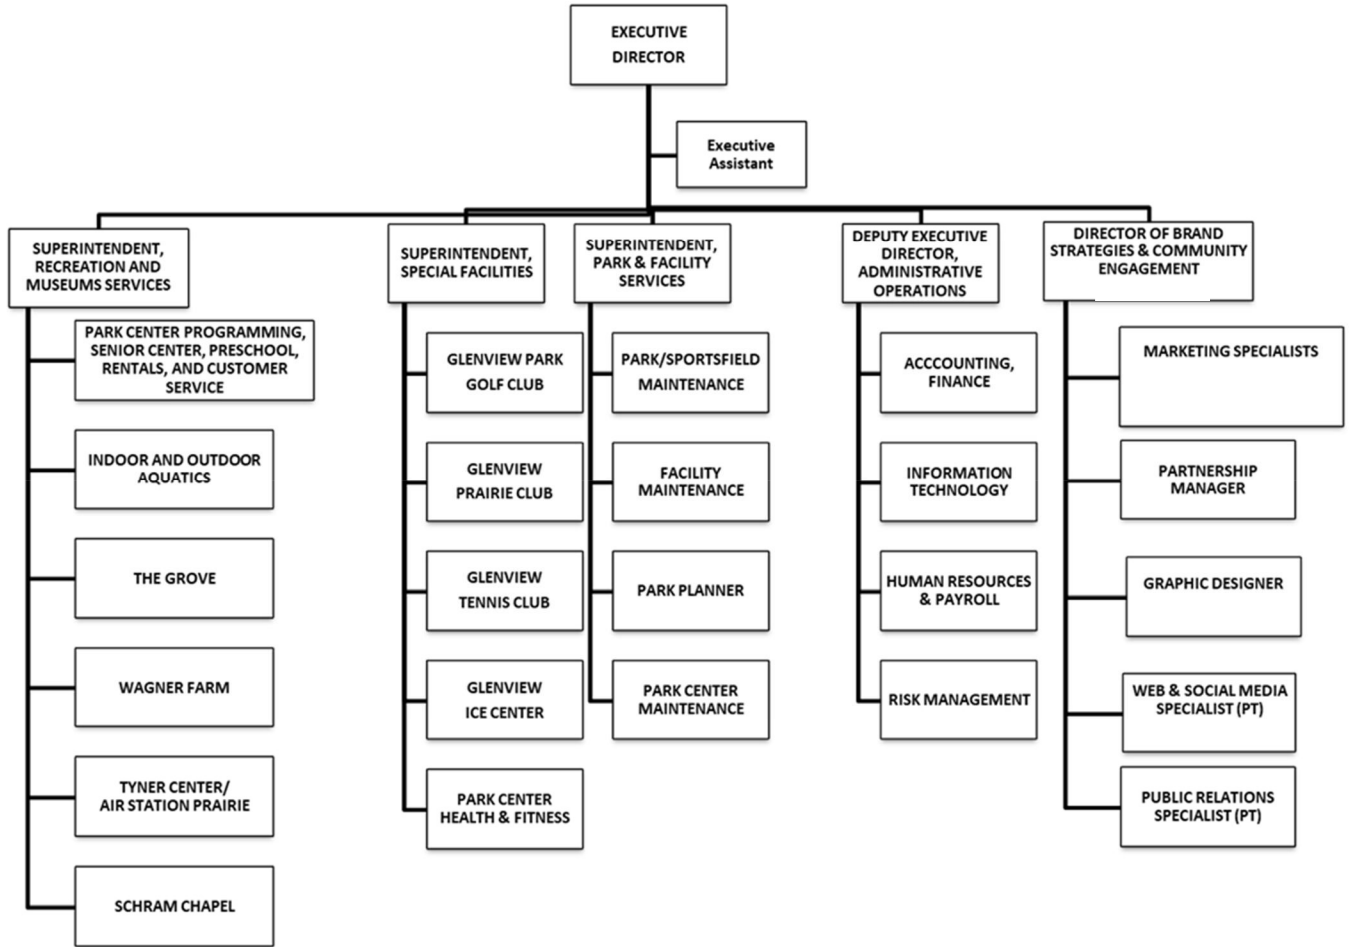 EXECUTIVE
DIRECTOR
Executive
Assistant
SUPERINTENDENT,
RECREATION AND
MUSEUMS SERVICES
PARK CENTER PROGRAMMING,
SENIOR CENTER, PRESCHOOL,
RENTALS, AND CUSTOMER
SERVICE
INDOOR AND OUTDOOR
AQUATICS
THE GROVE
WAGNER FARM
TYNER CENTER/
AIR STATION PRAIRIE
SCHRAM CHAPEL
SUPERINTENDENT,
SPECIAL FACILITIES
GLENVIEW PARK
GOLF CLUB
GLENVIEW
PRAIRIE CLUB
GLENVIEW
TENNIS CLUB
GLENVIEW
ICE CENTER
PARK CENTER
HEALTH & FITNESS
SUPERINTENDENT,
PARK & FACILITY
SERVICES
PARK/SPORTSFIELD
MAINTENANCE
FACILITY
MAINTENANCE
PARK PLANNER
PARK CENTER
MAINTENANCE
DEPUTY EXECUTIVE
DIRECTOR,
ADMINISTRATIVE
OPERATIONS
ACCCOUNTING,
FINANCE
INFORMATION
TECHNOLOGY
HUMAN RESOURCES
& PAYROLL
RISK MANAGEMENT
DIRECTOR OF BRAND
STRATEGIES & COMMUNITY
ENGAGEMENT
MARKETING SPECIALISTS
PARTNERSHIP
MANAGER
GRAPHIC DESIGNER
WEB & SOCIAL MEDIA
SPECIALIST (PT)
PUBLIC RELATIONS
SPECIALIST (PT)